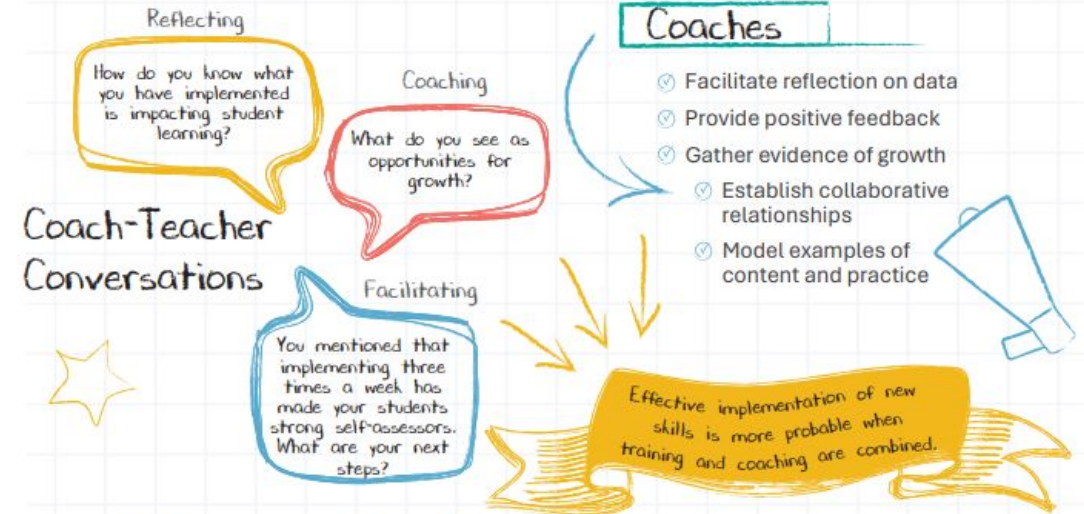 Reflecting
How do you know what
you have implemented
is impacting student
learning?
Coaching
What do you see as
opportunities for
growth?
Coach-Teacher
Conversations
Facilitating
You mentioned that
implementing three
times a week has
made your students
strong self-assessors.
What are your next
steps?
Coaches
Facilitate reflection on data
Provide positive feedback
Gather evidence of growth
Establish collaborative
relationships
Model examples of
content and practice
Effective implementation of new
skills is more probable when
training and coaching are combined.